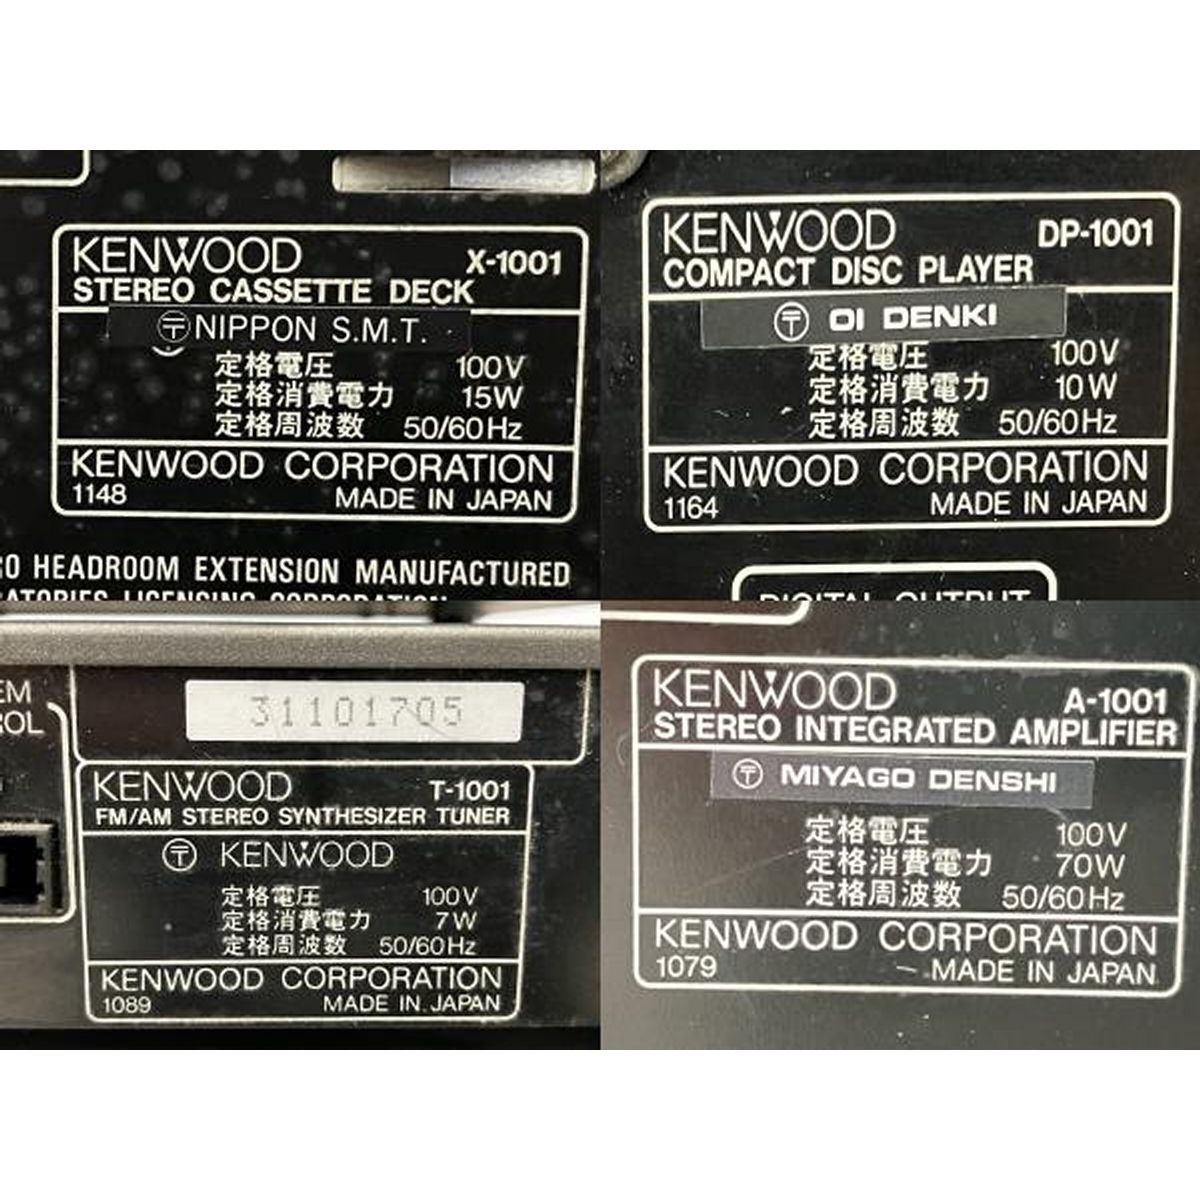 KENWOOD X-1001
STEREO CASSETTE DECK
〶NIPPON S.M.T.
定格電圧 100V
定格消費電力 15W
定格周波数 50/60Hz
KENWOOD CORPORATION
1148 MADE IN JAPAN
HEADROOM EXTENSION MANUFACTURED
LICENSING CORPORATION
KENWOOD DP-1001
COMPACT DISC PLAYER
〶 OI DENKI
定格電圧 100V
定格消費電力 10W
定格周波数 50/60Hz
KENWOOD CORPORATION
1164 MADE IN JAPAN
DIGITAL OUTPUT
31101705
KENWOOD T-1001
FM/AM STEREO SYNTHESIZER TUNER
〶 KENWOOD
定格電圧 100V
定格消費電力 7W
定格周波数 50/60Hz
KENWOOD CORPORATION
1089 MADE IN JAPAN
KENWOOD A-1001
STEREO INTEGRATED AMPLIFIER
〶 MIYAGO DENSHI
定格電圧 100V
定格消費電力 70W
定格周波数 50/60Hz
KENWOOD CORPORATION
1079 MADE IN JAPAN